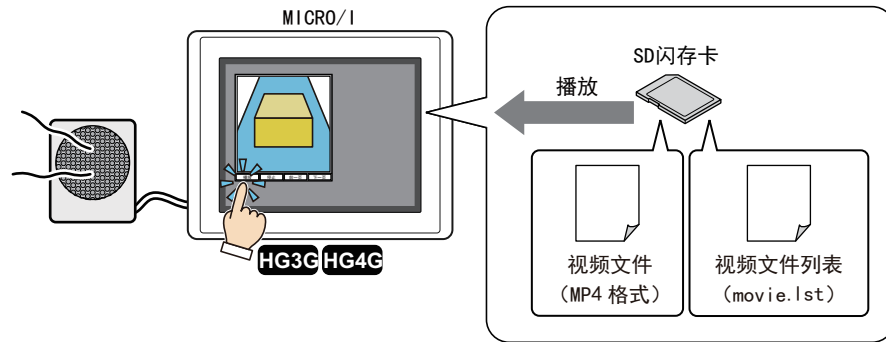 MICRO/I
SD闪存卡
播放
HG3G HG4G
视频文件
（MP4 格式）
视频文件列表
（movie.lst）